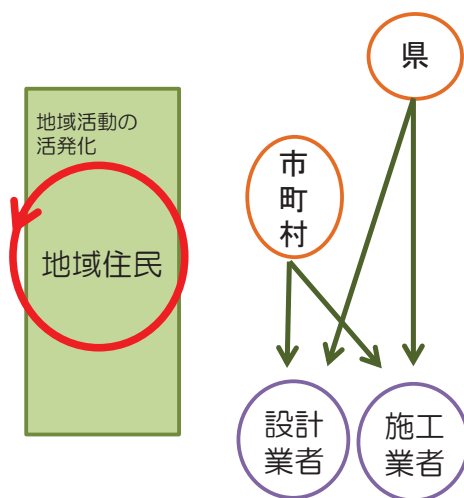 地域活動の
活発化
地域住民
県
市
町
村
設計
業者
施工
業者